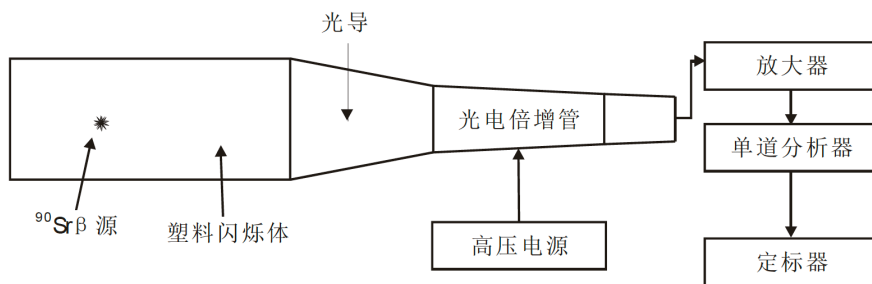 光导
放大器
光电倍增管
单道分析器
⁹⁰Srβ 源
塑料闪烁体
高压电源
定标器